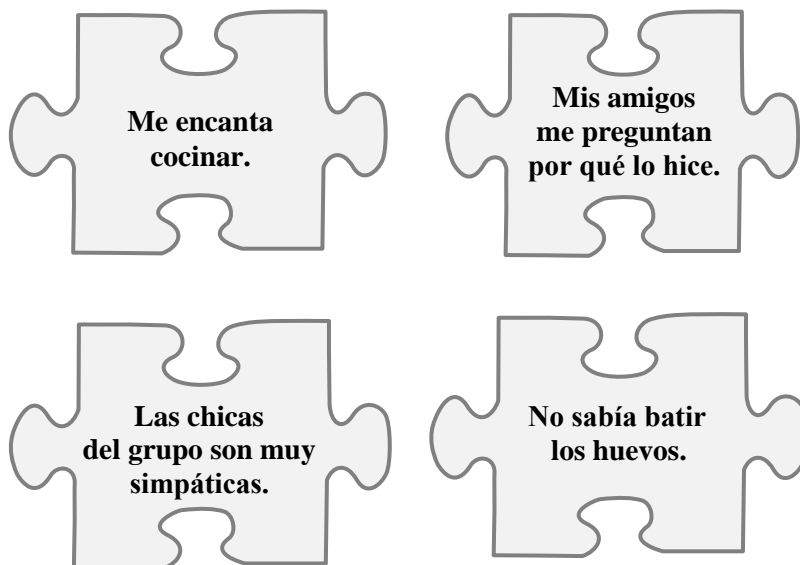 Me encanta
cocinar.
Mis amigos
me preguntan
por qué lo hice.
Las chicas
del grupo son muy
simpáticas.
No sabía batir
los huevos.